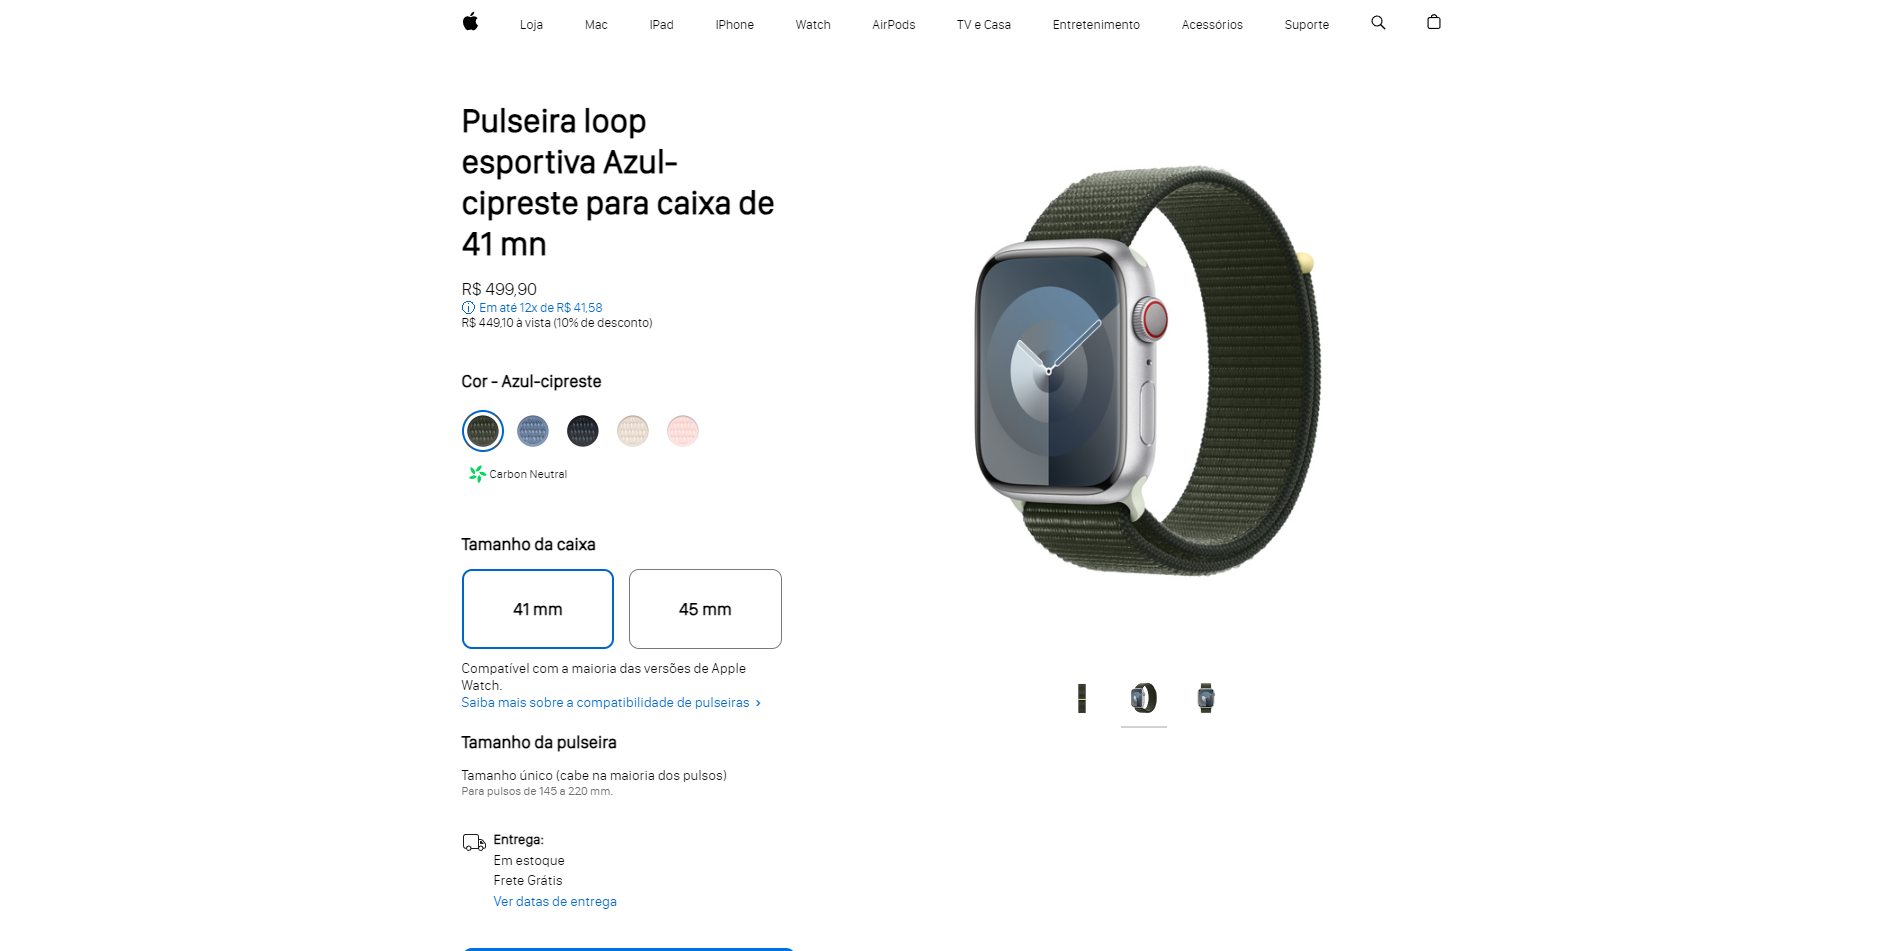 Loja Mac IPad IPhone Watch AirPods TV e Casa Entretenimento Acessórios Suporte
Pulseira loop
esportiva Azul-
cipreste para caixa de
41 mn
R$ 499,90
Em até 12x de R$ 41,58
R$ 449,10 à vista (10% de desconto)
Cor - Azul-cipreste
Carbon Neutral
Tamanho da caixa
41 mm 45 mm
Compatível com a maioria das versões de Apple
Watch.
Saiba mais sobre a compatibilidade de pulseiras >
Tamanho da pulseira
Tamanho único (cabe na maioria dos pulsos)
Para pulsos de 145 a 220 mm.
Entrega:
Em estoque
Frete Grátis
Ver datas de entrega